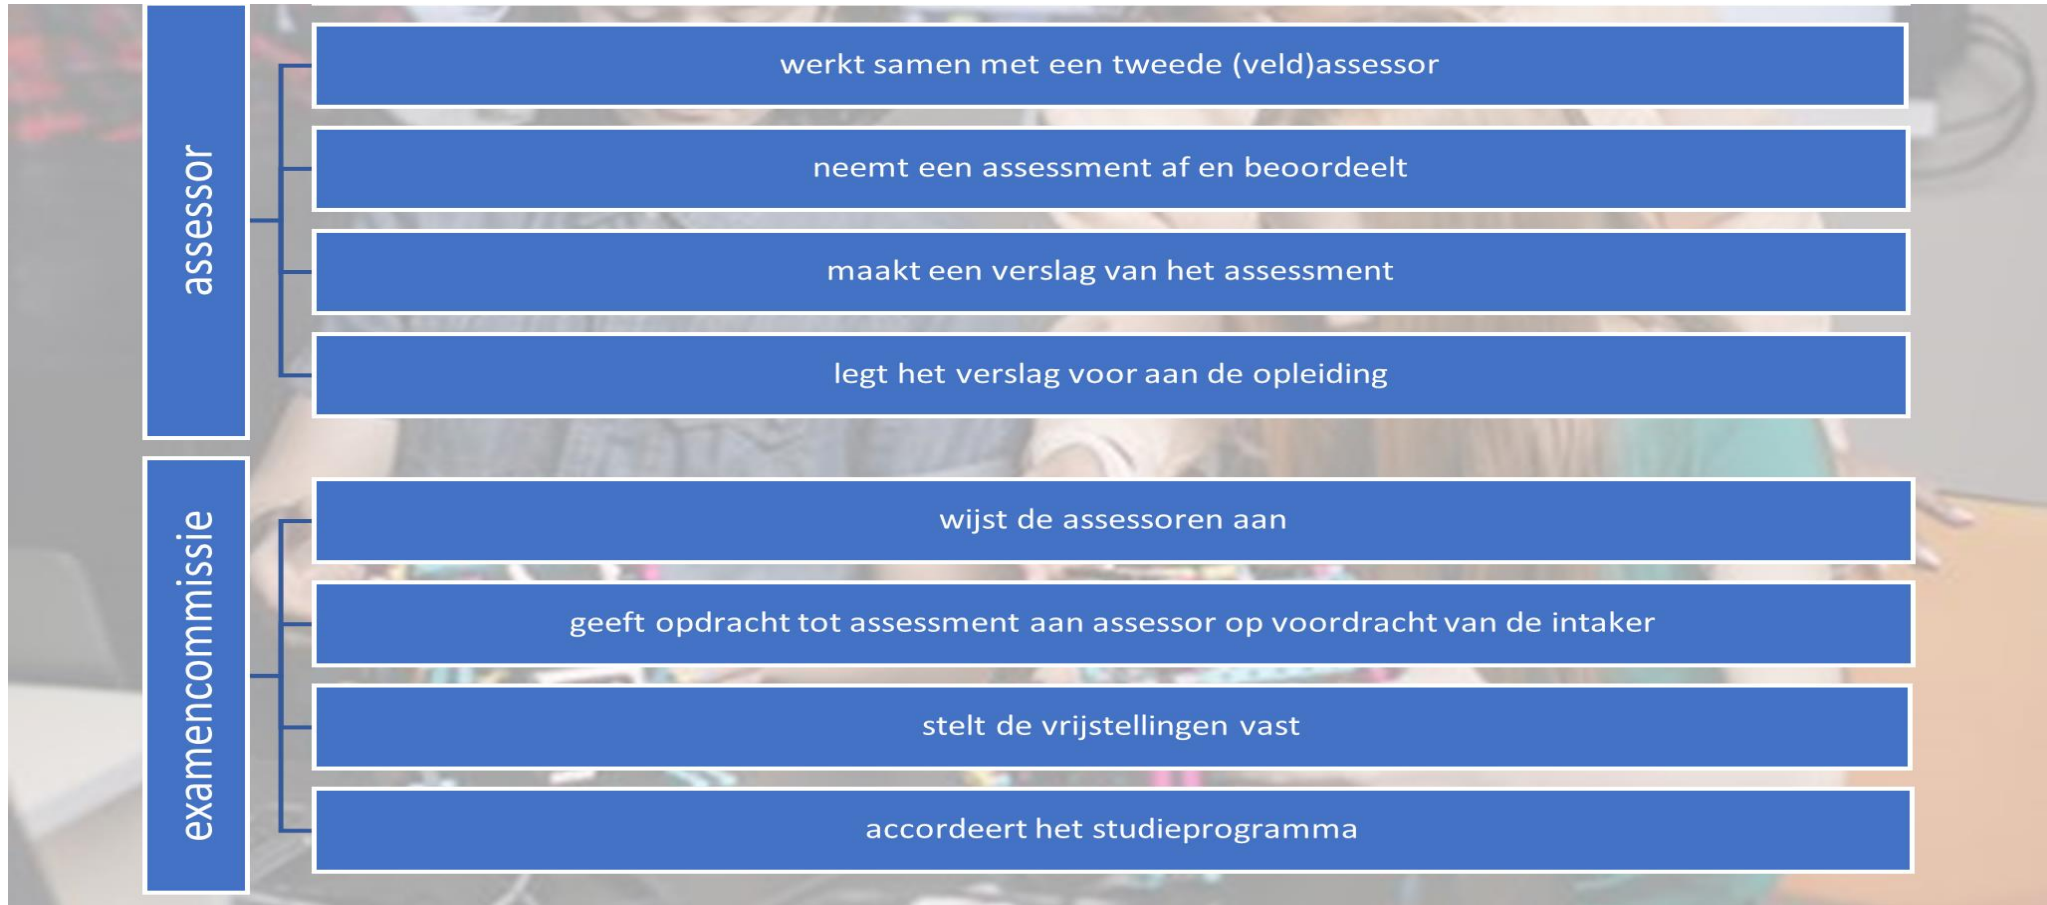 assessor
werkt samen met een tweede (veld)assessor
neemt een assessment af en beoordeelt
maakt een verslag van het assessment
legt het verslag voor aan de opleiding
examencommissie
wijst de assessoren aan
geeft opdracht tot assessment aan assessor op voordracht van de intaker
stelt de vrijstellingen vast
accordeert het studieprogramma